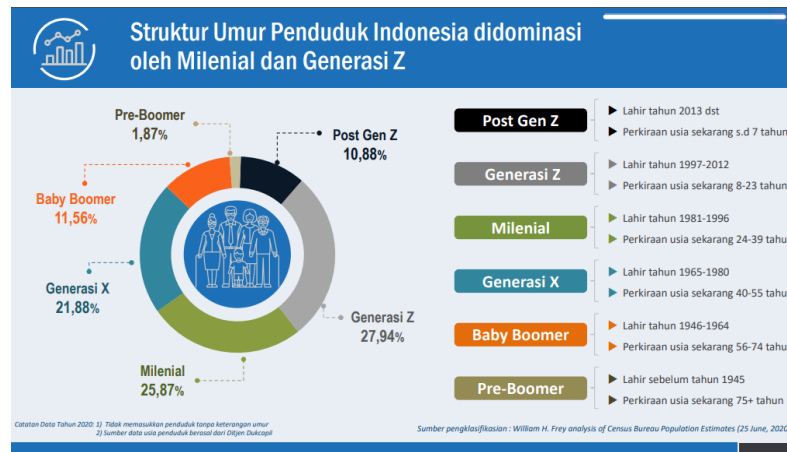 Struktur Umur Penduduk Indonesia didominasi
oleh Milenial dan Generasi Z
Pre-Boomer
1,87%
Post Gen Z
10,88%
Baby Boomer
11,56%
Generasi X
21,88%
Generasi Z
27,94%
Milenial
25,87%
Post Gen Z
Lahir tahun 2013 dst
Perkiraan usia sekarang s.d 7 tahun
Generasi Z
Lahir tahun 1997-2012
Perkiraan usia sekarang 8-23 tahun
Milenial
Lahir tahun 1981-1996
Perkiraan usia sekarang 24-39 tahu
Generasi X
Lahir tahun 1965-1980
Perkiraan usia sekarang 40-55 tahu
Baby Boomer
Lahir tahun 1946-1964
Perkiraan usia sekarang 56-74 tahu
Pre-Boomer
Lahir sebelum tahun 1945
Perkiraan usia sekarang 75+ tahun
Catatan Data Tahun 2020: 1) Tidak memasukkan penduduk tanpa keterangan umur
2) Sumber data usia penduduk berasal dari Ditjen Dukcapil
Sumber pengklasifikasian : William H. Frey analysis of Census Bureau Population Estimates (25 June, 2020